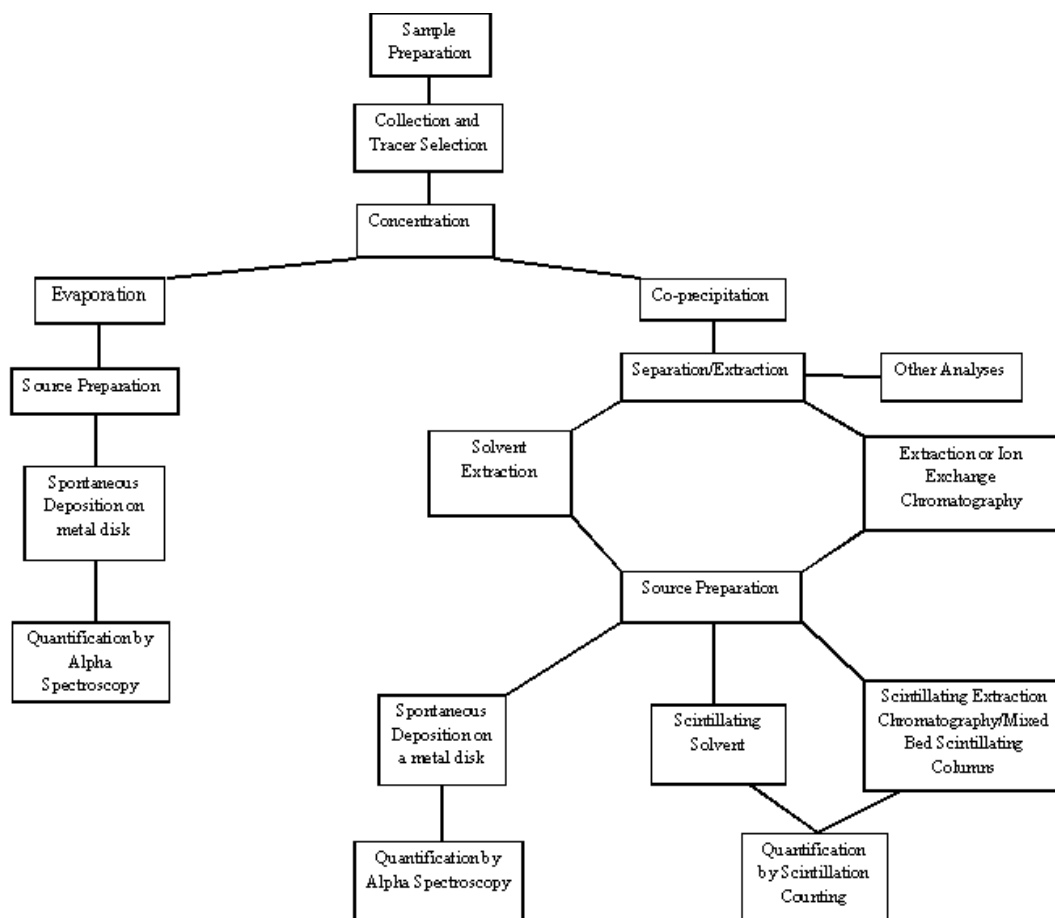 Sample
Preparation
Collection and
Tracer Selection
Concentration
Evaporation
Co-precipitation
Source Preparation
Separation/Extraction
Other Analyses
Solvent
Extraction
Extraction or Ion
Exchange
Chromatography
Spontaneous
Deposition on
metal disk
Source Preparation
Quantification by
Alpha
Spectroscopy
Spontaneous
Deposition on
a metal disk
Scintillating
Solvent
Scintillating Extraction
Chromatography/Mixed
Bed Scintillating
Columns
Quantification by
Alpha Spectroscopy
Quantification
by Scintillation
Counting